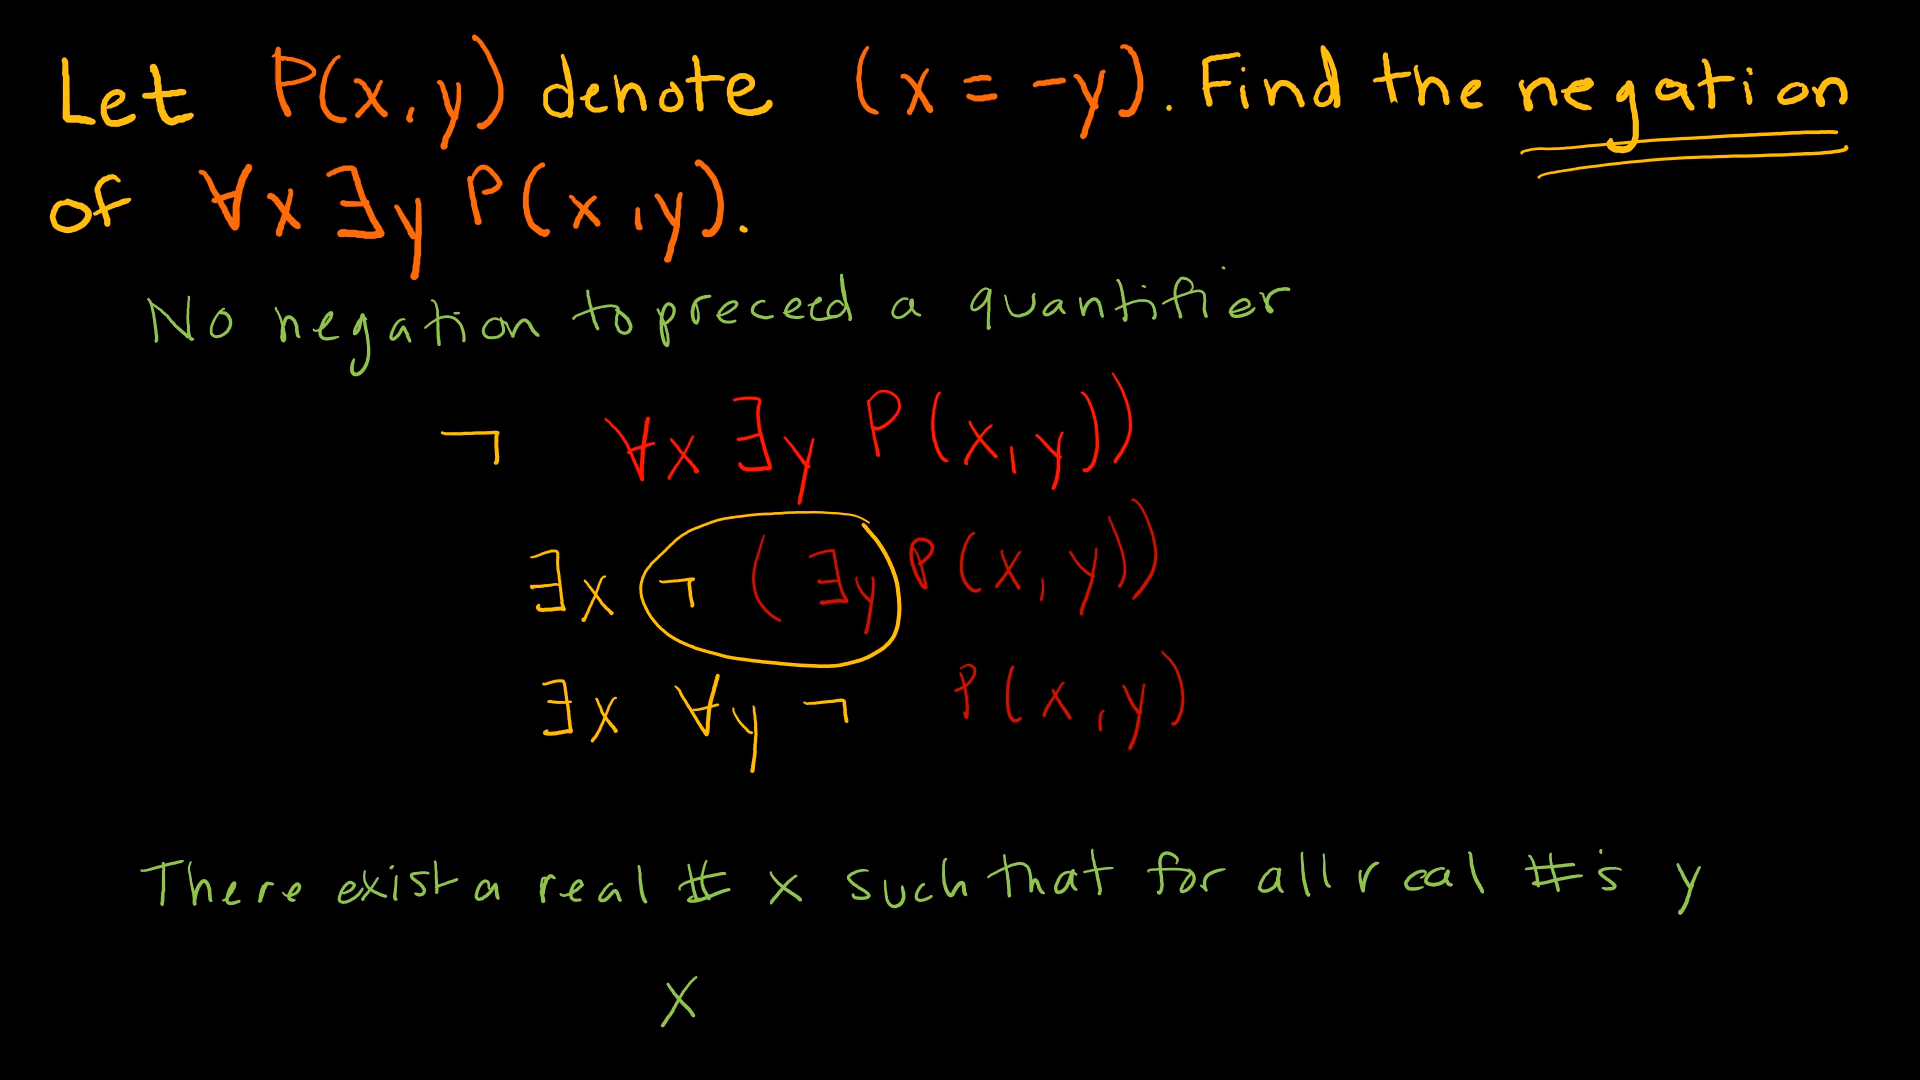 Let P(x,y) denote (x = -y). Find the negation
of ∀x ∃y P(x,y).
No negation to preceed a quantifier
¬ ∀x ∃y P(x,y))
∃x ¬ (∃y P(x,y))
∃x ∀y ¬ P(x,y)
There exist a real # x such that for all real #'s y
x